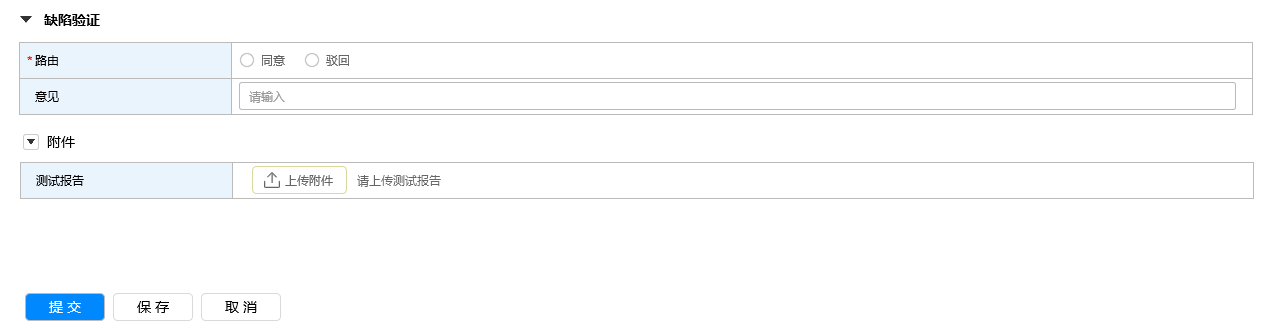 缺陷验证
* 路由 同意 驳回
意见 请输入
附件
测试报告 上传附件 请上传测试报告
提交 保存 取消